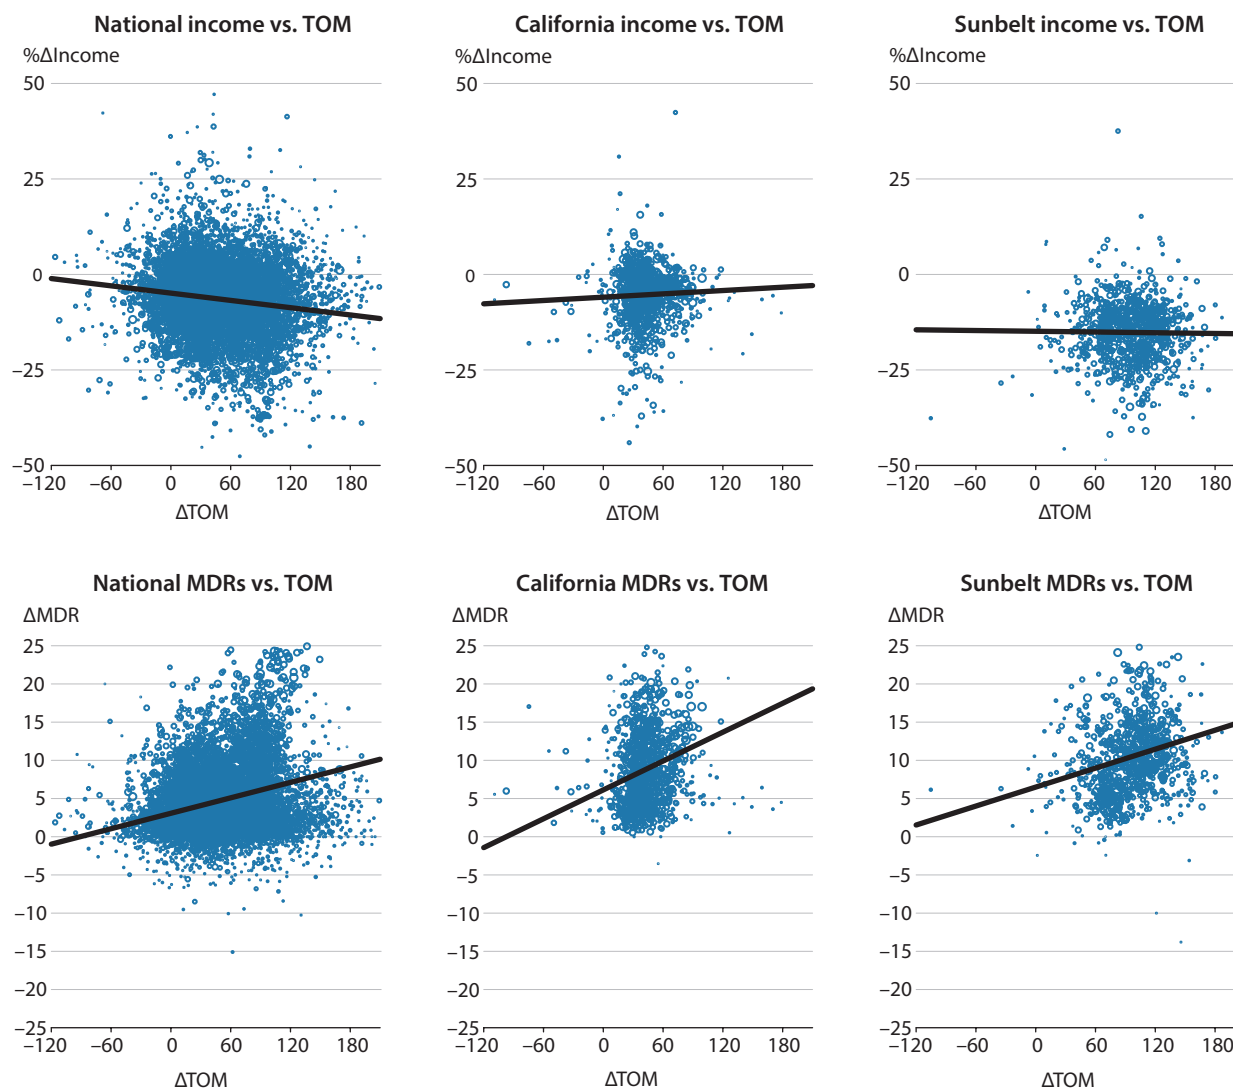 National income vs. TOM
%ΔIncome
50
25
0
−25
−50
−120 −60 0 60 120 180
ΔTOM
California income vs. TOM
%ΔIncome
50
25
0
−25
−50
−120 −60 0 60 120 180
ΔTOM
Sunbelt income vs. TOM
%ΔIncome
50
25
0
−25
−50
−120 −60 0 60 120 180
ΔTOM
National MDRs vs. TOM
ΔMDR
25
20
15
10
5
0
−5
−10
−15
−20
−25
−120 −60 0 60 120 180
ΔTOM
California MDRs vs. TOM
ΔMDR
25
20
15
10
5
0
−5
−10
−15
−20
−25
−120 −60 0 60 120 180
ΔTOM
Sunbelt MDRs vs. TOM
ΔMDR
25
20
15
10
5
0
−5
−10
−15
−20
−25
−120 −60 0 60 120 180
ΔTOM